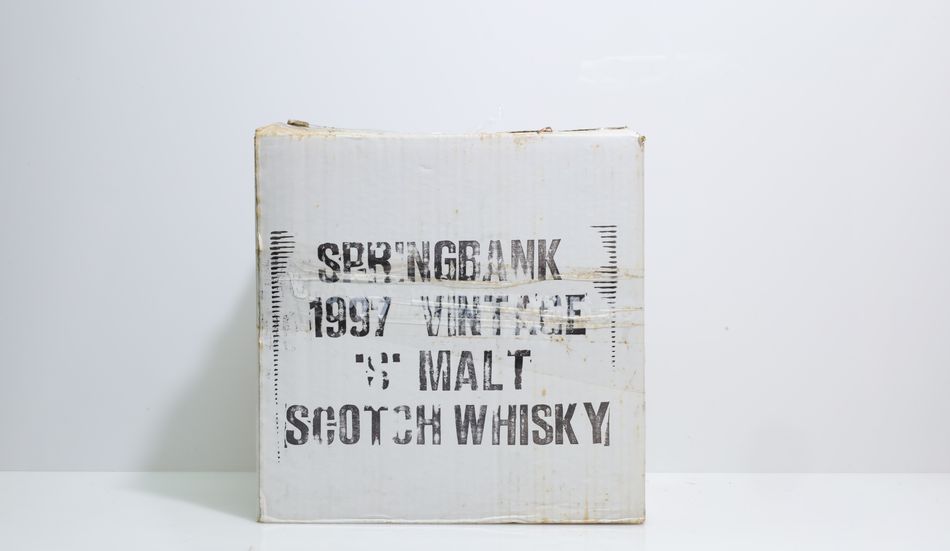 SPRINGBANK
1997 VINTAGE
"S" MALT
SCOTCH WHISKY